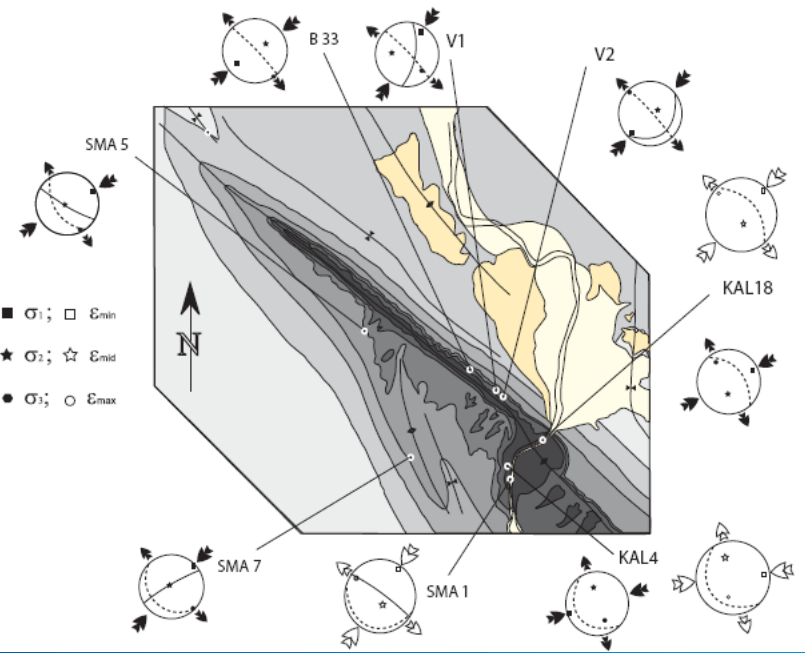 B 33
V1
V2
SMA 5
KAL18
■ σ1; □ εmin
★ σ2; ☆ εmid
● σ3; ○ εmax
N
SMA 7
SMA 1
KAL4